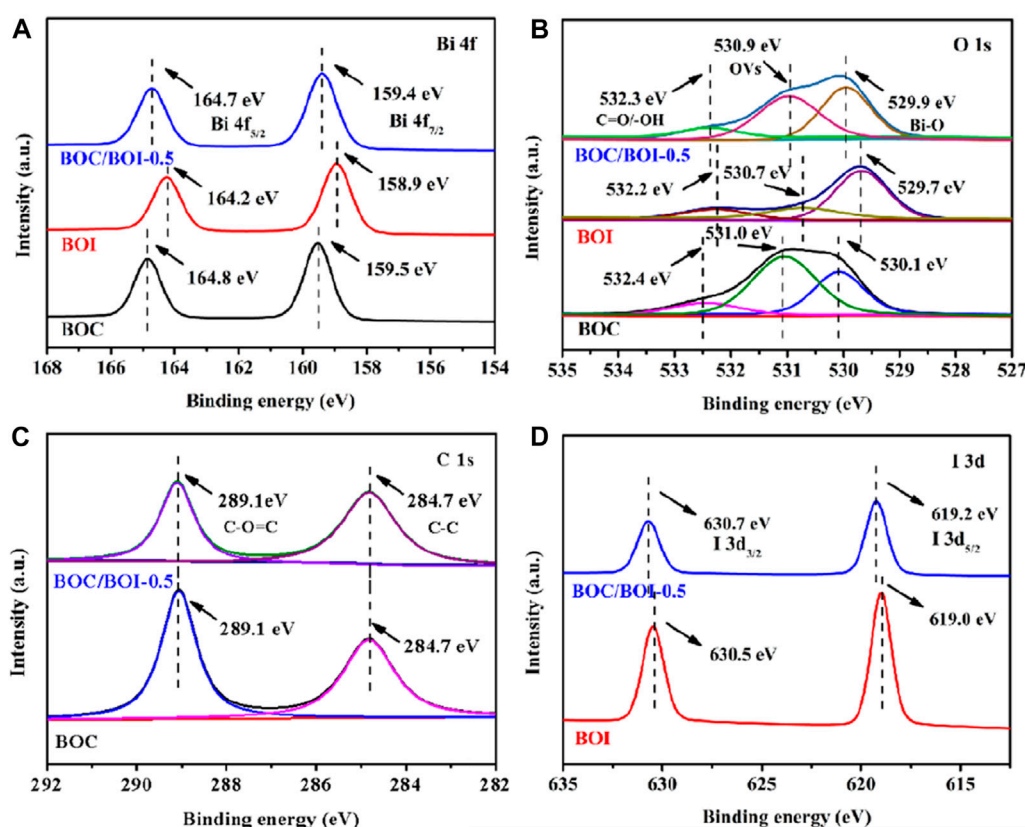 A
Bi 4f
164.7 eV
Bi 4f5/2
159.4 eV
Bi 4f7/2
BOC/BOI-0.5
164.2 eV
158.9 eV
BOI
164.8 eV
159.5 eV
BOC
Intensity (a.u.)
168 166 164 162 160 158 156 154
Binding energy (eV)
B
O 1s
530.9 eV
OVs
532.3 eV
C=O/-OH
529.9 eV
Bi-O
BOC/BOI-0.5
532.2 eV
530.7 eV
529.7 eV
BOI
531.0 eV
532.4 eV
530.1 eV
BOC
Intensity (a.u.)
535 534 533 532 531 530 529 528 527
Binding energy (eV)
C
C 1s
289.1eV
C-O=C
284.7 eV
C-C
BOC/BOI-0.5
289.1 eV
284.7 eV
BOC
Intensity (a.u.)
292 290 288 286 284 282
Binding energy (eV)
D
I 3d
630.7 eV
I 3d3/2
619.2 eV
I 3d5/2
BOC/BOI-0.5
630.5 eV
619.0 eV
BOI
Intensity (a.u.)
635 630 625 620 615
Binding energy (eV)